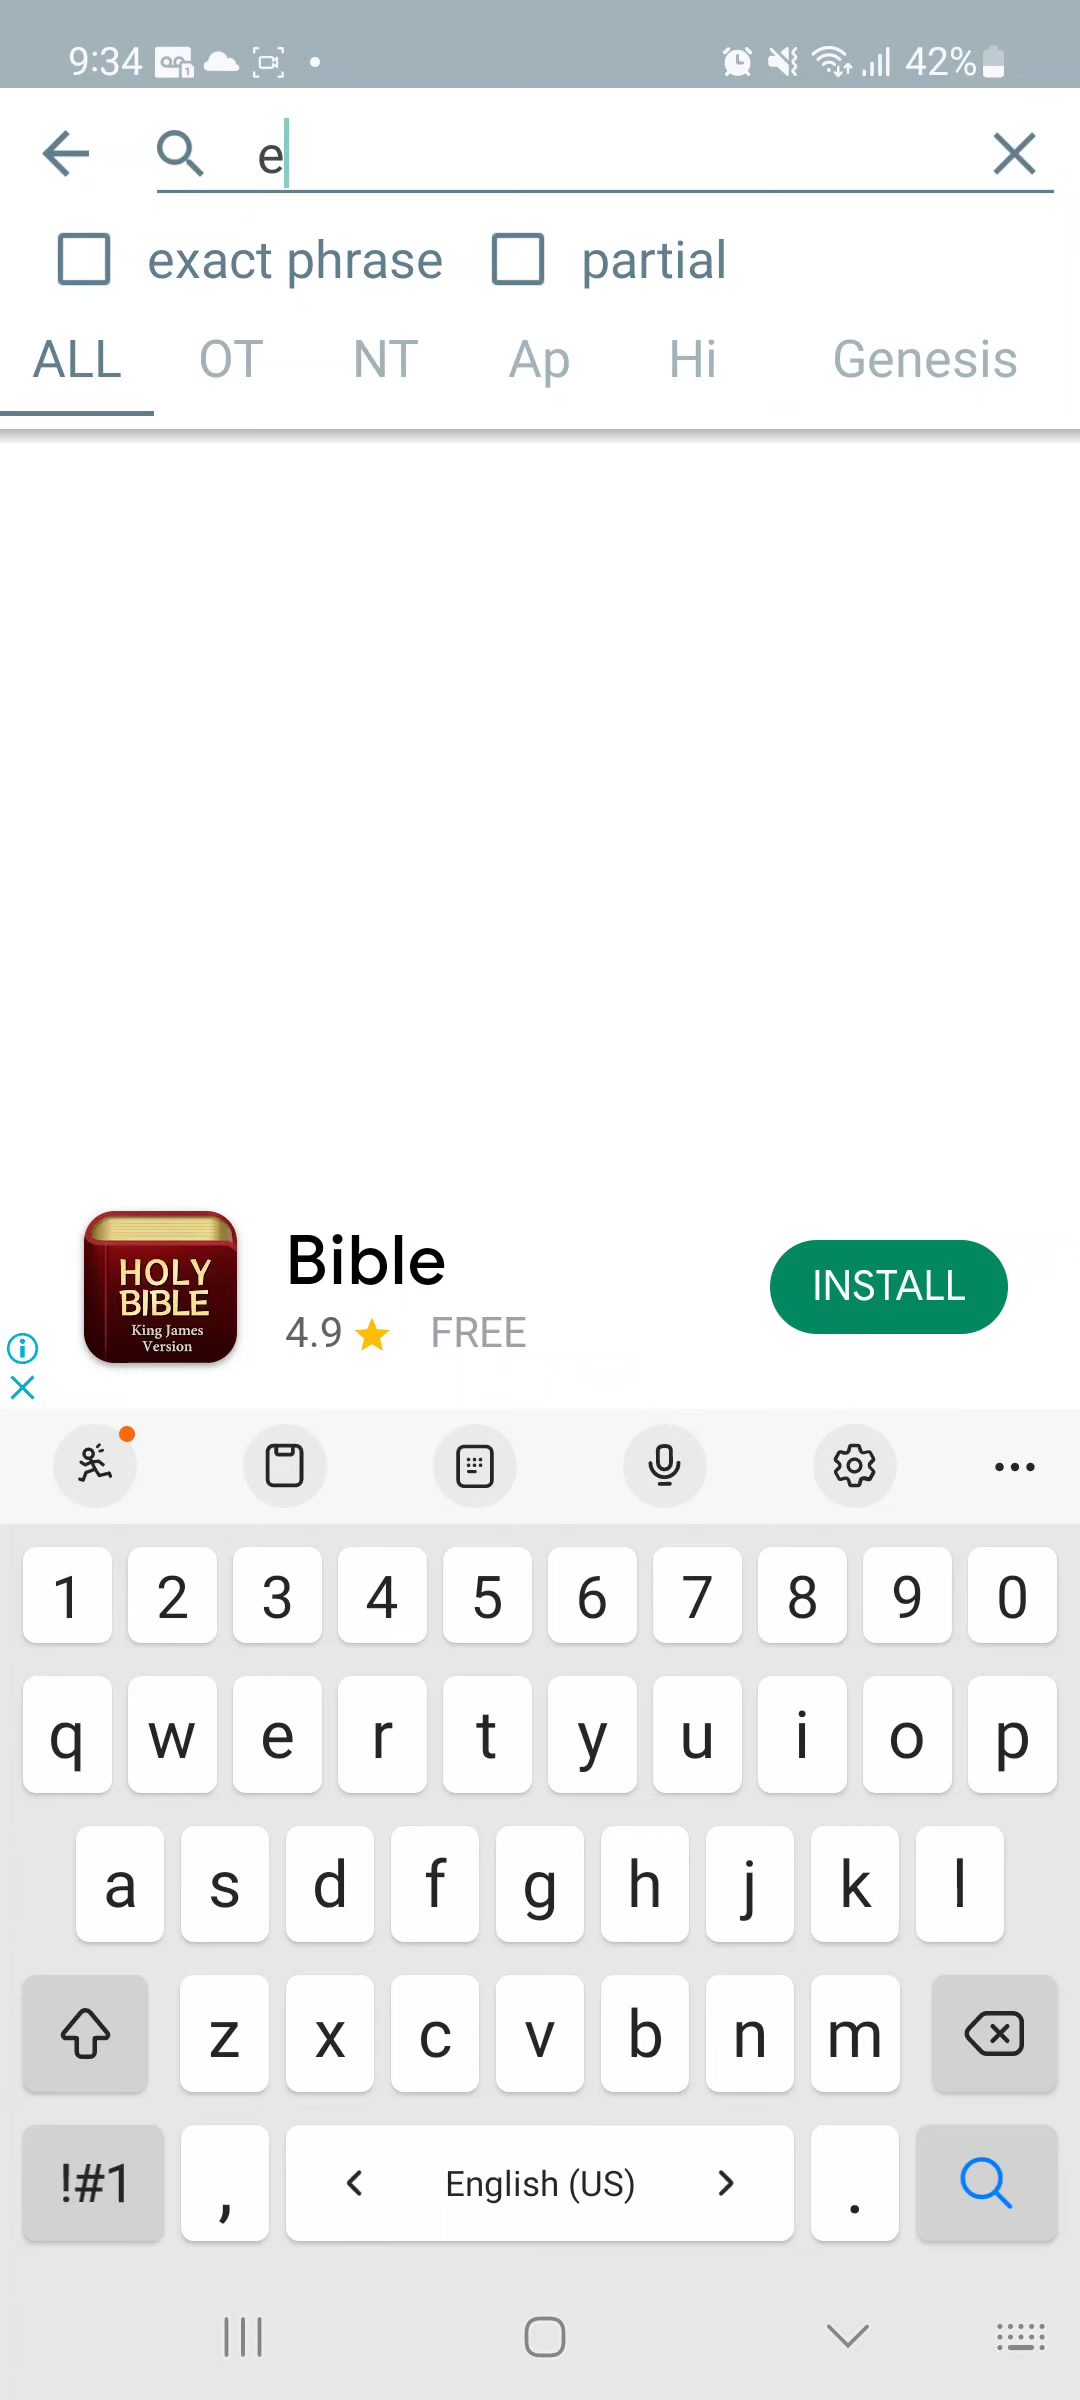 9:34 42%
e
exact phrase partial
ALL OT NT Ap Hi Genesis
HOLY
BIBLE
King James
Version
Bible
4.9 FREE
INSTALL
1 2 3 4 5 6 7 8 9 0
q w e r t y u i o p
a s d f g h j k l
z x c v b n m
!#1 , English (US) .